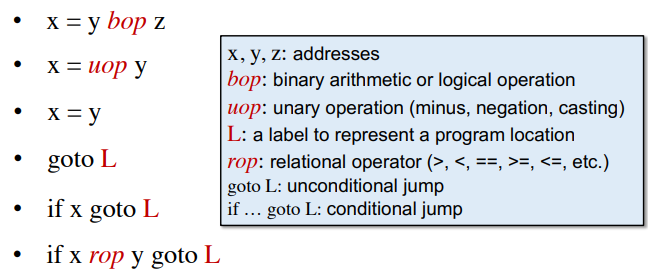 • x = y bop z
• x = uop y
• x = y
• goto L
• if x goto L
• if x rop y goto L
x, y, z: addresses
bop: binary arithmetic or logical operation
uop: unary operation (minus, negation, casting)
L: a label to represent a program location
rop: relational operator (>, <, ==, >=, <=, etc.)
goto L: unconditional jump
if … goto L: conditional jump